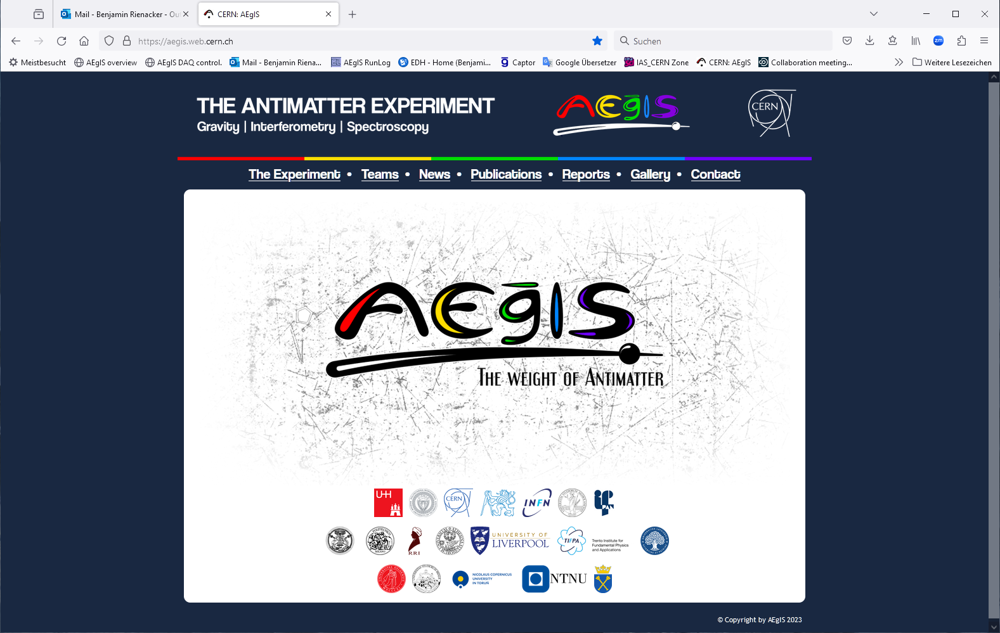 Mail - Benjamin Rienacker - Ou
CERN: AEgIS
https://aegis.web.cern.ch
Suchen
zm
Meistbesucht
AEgIS overview
AEgIS DAQ control.
Mail - Benjamin Riena...
AEgIS RunLog
EDH - Home (Benjami...
Captor
Google Übersetzer
IAS_CERN Zone
CERN: AEgIS
Collaboration meeting...
Weitere Lesezeichen
THE ANTIMATTER EXPERIMENT
Gravity | Interferometry | Spectroscopy
AEgIS
CERN
The Experiment • Teams • News • Publications • Reports • Gallery • Contact
AEgIS
THE WEIGHT OF ANTIMATTER
UHH
CERN
INFN
POLITECNICO
MILANO
RRI
UNIVERSITY OF
LIVERPOOL
TIFPA
Trento Institute for
Fundamental Physics
and Applications
NICOLAUS COPERNICUS
UNIVERSITY
IN TORUŃ
NTNU
© Copyright by AEgIS 2023